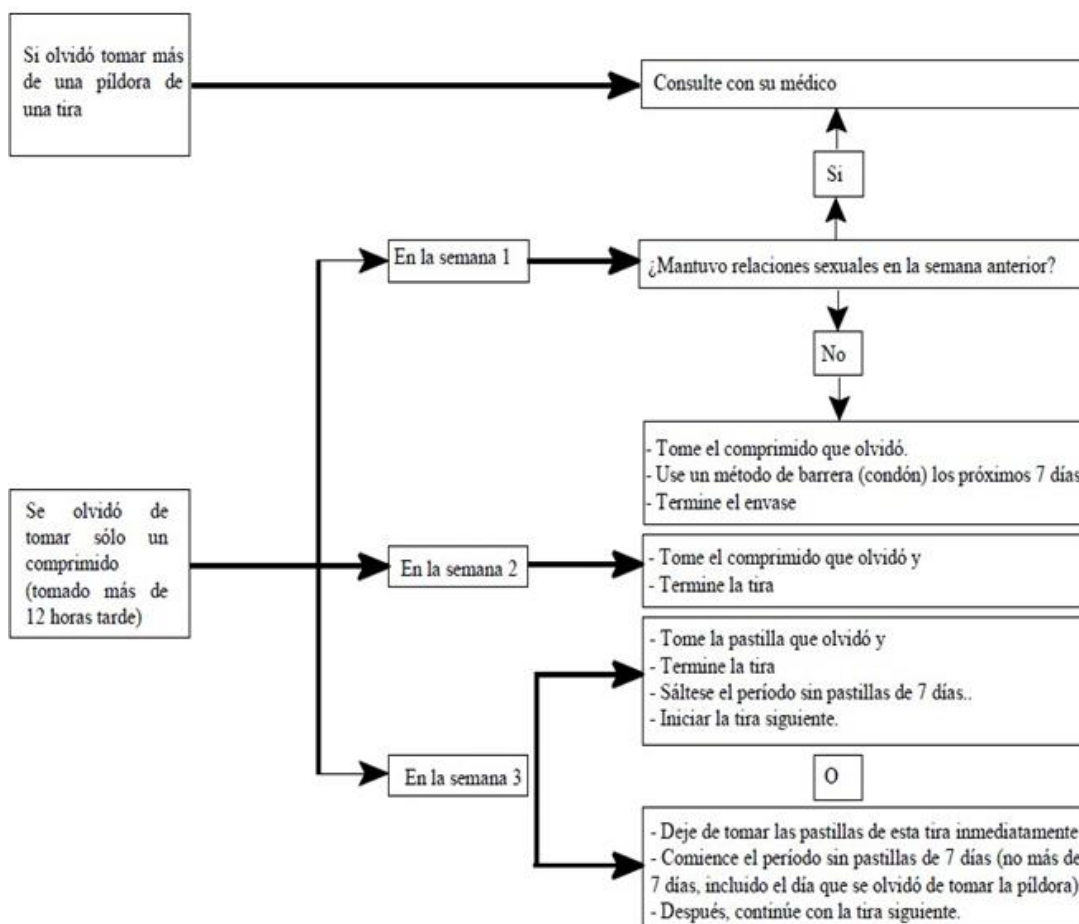 Si olvidó tomar más
de una píldora de
una tira
Consulte con su médico
Si
En la semana 1
¿Mantuvo relaciones sexuales en la semana anterior?
No
- Tome el comprimido que olvidó.
- Use un método de barrera (condón) los próximos 7 días
- Termine el envase
Se olvidó de
tomar sólo un
comprimido
(tomado más de
12 horas tarde)
En la semana 2
- Tome el comprimido que olvidó y
- Termine la tira
- Tome la pastilla que olvidó y
- Termine la tira
- Sáltese el período sin pastillas de 7 días..
- Iniciar la tira siguiente.
En la semana 3
O
- Deje de tomar las pastillas de esta tira inmediatamente
- Comience el período sin pastillas de 7 días (no más de
7 días, incluido el día que se olvidó de tomar la píldora)
- Después, continúe con la tira siguiente.